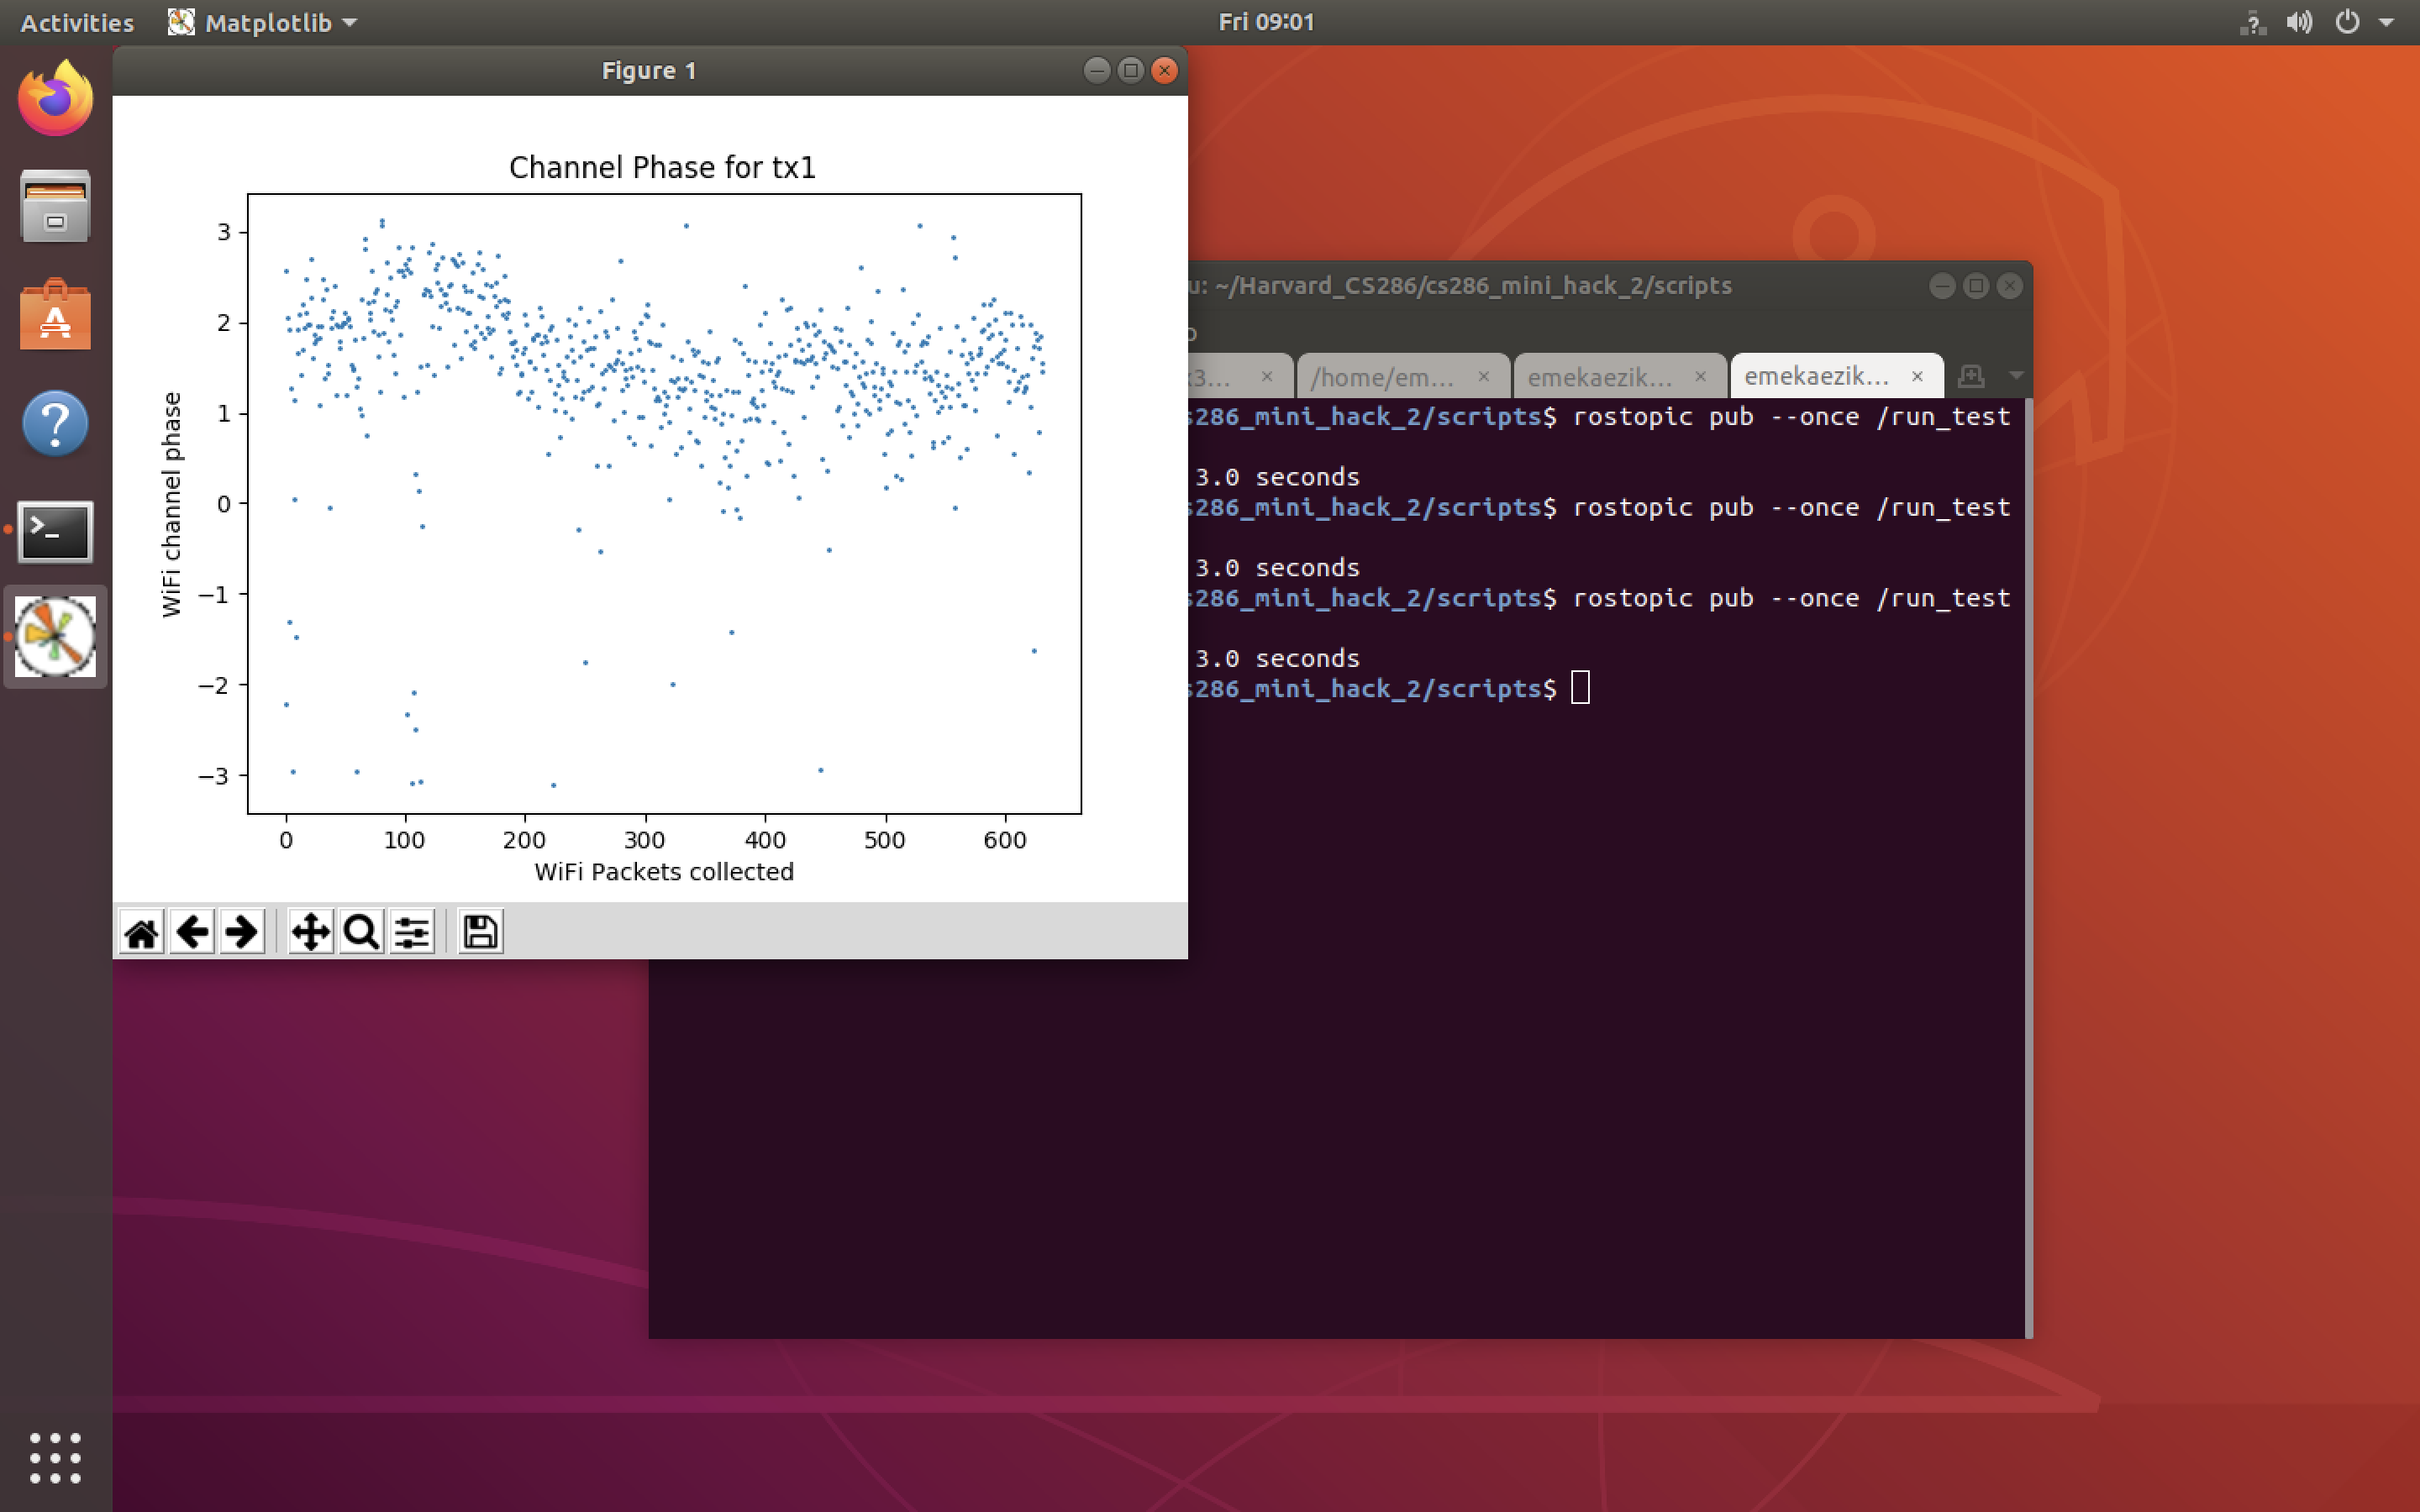 Activities
Matplotlib
Fri 09:01
Figure 1
Channel Phase for tx1
WiFi channel phase
3
2
1
0
−1
−2
−3
0 100 200 300 400 500 600
WiFi Packets collected
u: ~/Harvard_CS286/cs286_mini_hack_2/scripts
x3... /home/em... emekaezik... emekaezik...
s286_mini_hack_2/scripts$ rostopic pub --once /run_test
3.0 seconds
s286_mini_hack_2/scripts$ rostopic pub --once /run_test
3.0 seconds
s286_mini_hack_2/scripts$ rostopic pub --once /run_test
3.0 seconds
s286_mini_hack_2/scripts$